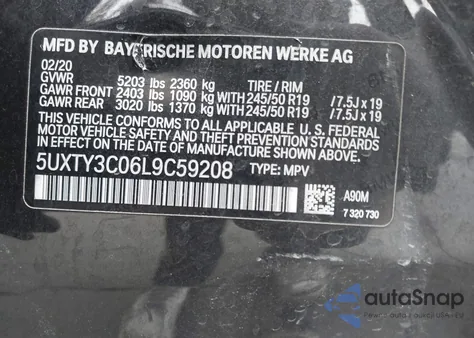 MFD BY BAYERISCHE MOTOREN WERKE AG
02/20
GVWR 5203 lbs 2360 kg TIRE / RIM
GAWR FRONT 2403 lbs 1090 kg WITH 245/50 R19 /7.5J x 19
GAWR REAR 3020 lbs 1370 kg WITH 245/50 R19 /7.5J x 19
THIS VEHICLE CONFORMS TO ALL APPLICABLE U.S. FEDERAL
MOTOR VEHICLE SAFETY, BUMPER, AND THEFT PREVENTION
STANDARDS IN EFFECT ON THE DATE OF MANUFACTURE SHOWN ABOVE.
5UXTY3C06L9C59208 TYPE: MPV
A90M
7 320 730
autoSnap